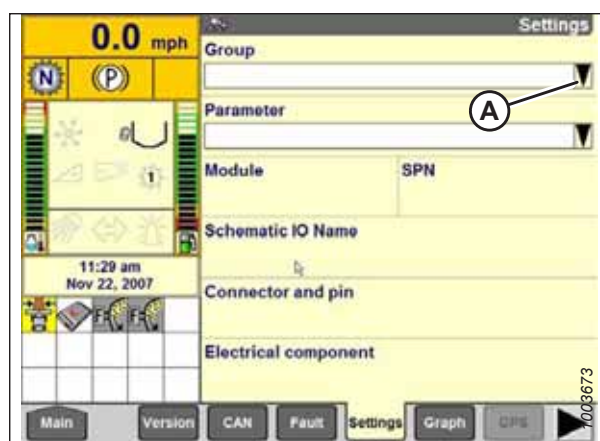 0.0 mph
Settings
N
(P)
Group
A
Parameter
1
Module
SPN
Schematic IO Name
11:29 am
Nov 22, 2007
Connector and pin
Electrical component
Main
Version
CAN
Fault
Settings
Graph
GPS
1003673